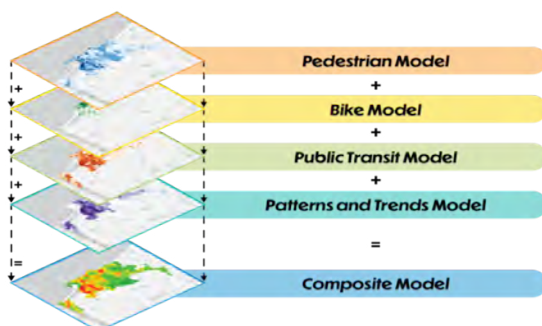 Pedestrian Model
+
+
Bike Model
+
+
Public Transit Model
+
+
Patterns and Trends Model
=
=
Composite Model